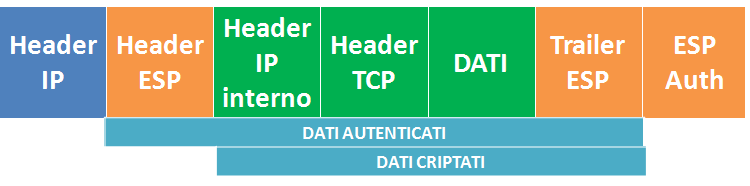 Header
IP
Header
ESP
Header
IP
interno
Header
TCP
DATI
Trailer
ESP
ESP
Auth
DATI AUTENTICATI
DATI CRIPTATI